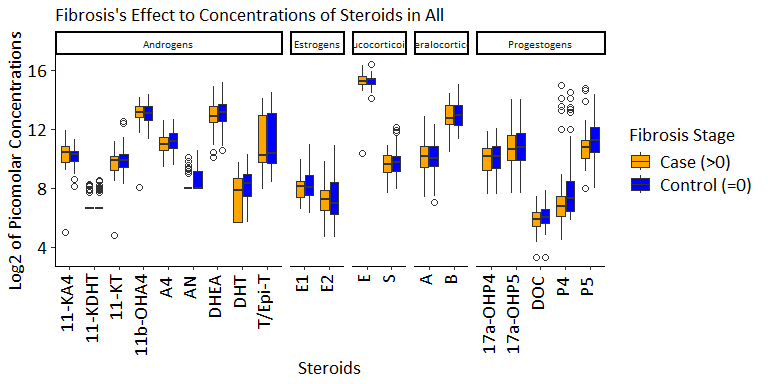 Fibrosis's Effect to Concentrations of Steroids in All
Androgens
Estrogens
ucocorticoi
eralocortic
Progestogens
Log2 of Picomolar Concentrations
16
12
8
4
11-KA4
11-KDHT
11-KT
11b-OHA4
A4
AN
DHEA
DHT
T/Epi-T
E1
E2
E
S
A
B
17a-OHP4
17a-OHP5
DOC
P4
P5
Steroids
Fibrosis Stage
Case (>0)
Control (=0)